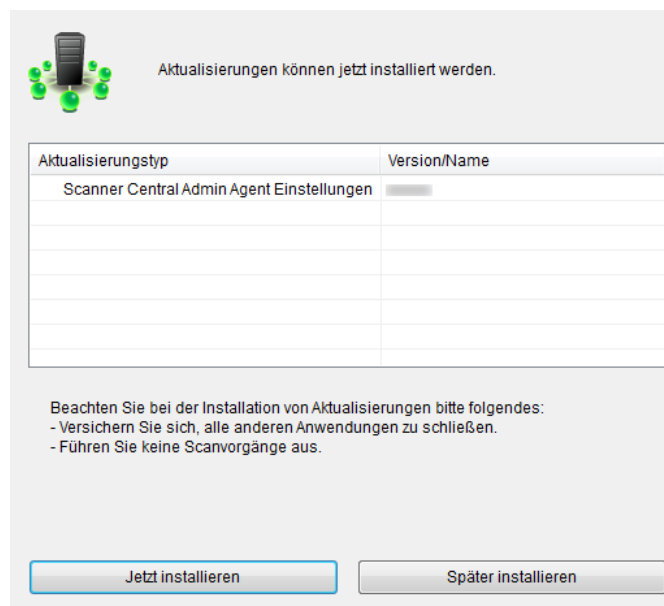 Aktualisierungen können jetzt installiert werden.
Aktualisierungstyp Version/Name
Scanner Central Admin Agent Einstellungen
Beachten Sie bei der Installation von Aktualisierungen bitte folgendes:
- Versichern Sie sich, alle anderen Anwendungen zu schließen.
- Führen Sie keine Scanvorgänge aus.
Jetzt installieren Später installieren